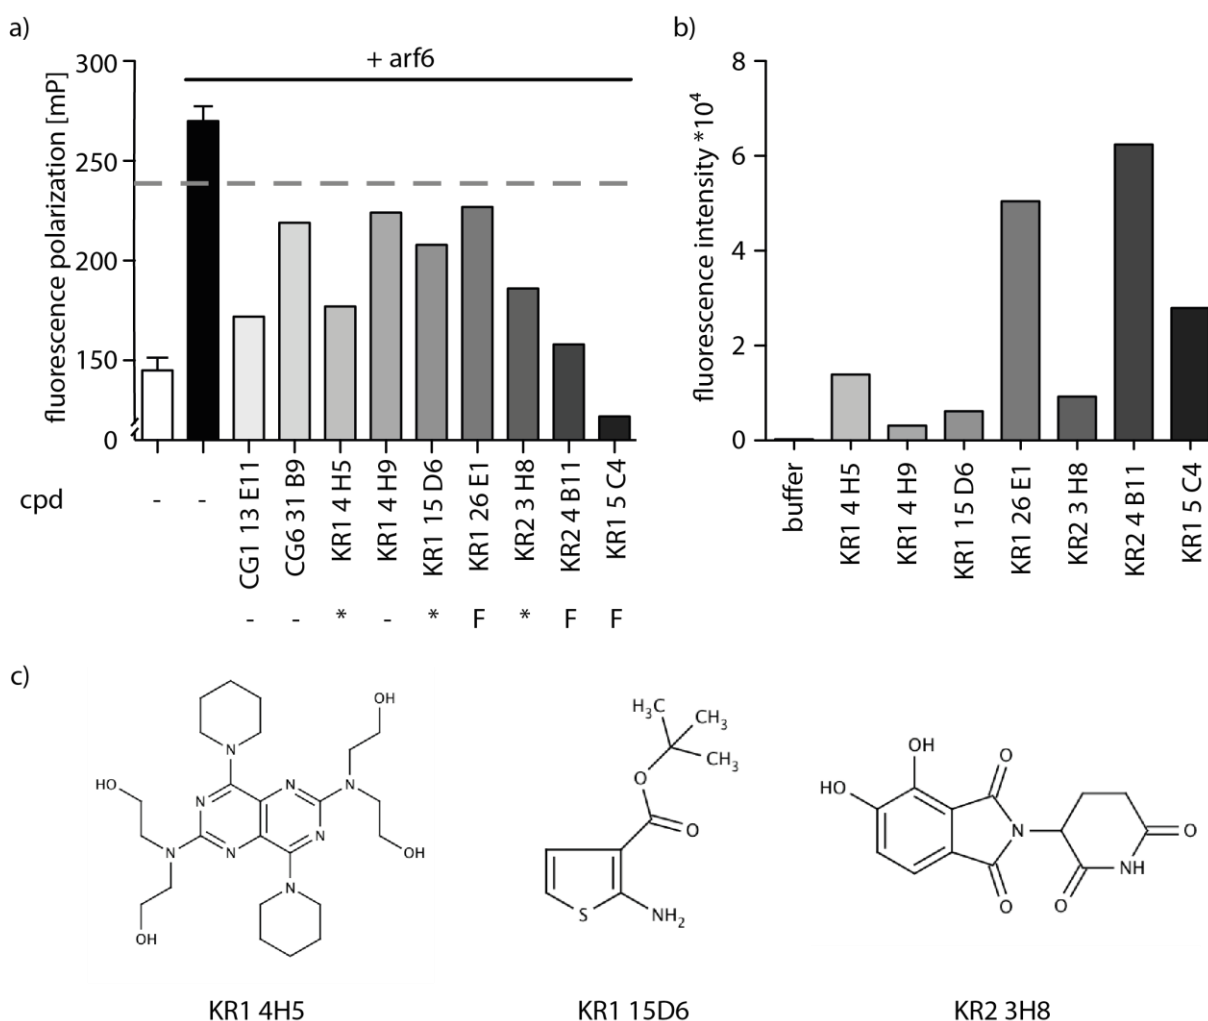 a)
+ arf6
fluorescence polarization [mP]
300
250
200
150
0
cpd
-
-
CG1 13 E11
CG6 31 B9
KR1 4 H5
KR1 4 H9
KR1 15 D6
KR1 26 E1
KR2 3 H8
KR2 4 B11
KR1 5 C4
- - * - * F * F F
b)
fluorescence intensity *10⁴
8
6
4
2
0
buffer
KR1 4 H5
KR1 4 H9
KR1 15 D6
KR1 26 E1
KR2 3 H8
KR2 4 B11
KR1 5 C4
c)
OH
HO
N
N
N
N
N
N
N
N
OH
OH
KR1 4H5
H₃C
CH₃
CH₃
O
O
S
NH₂
KR1 15D6
OH
HO
O
O
N
O
NH
O
KR2 3H8